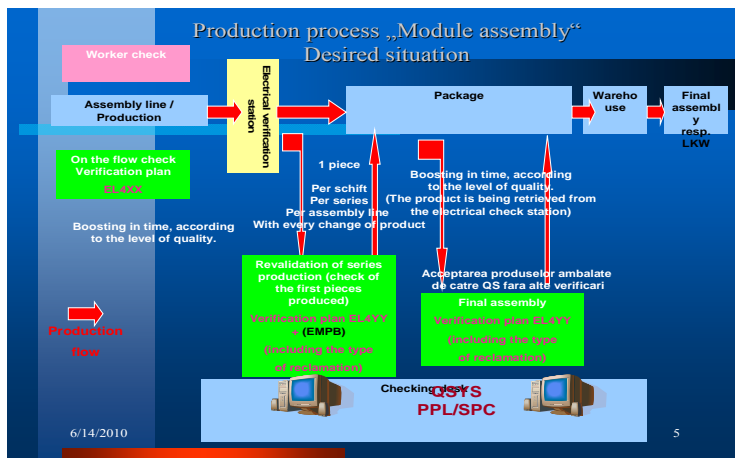 Production process „Module assembly“
Desired situation
Worker check
Assembly line /
Production
Electrical verification
station
Package
Wareho
use
Final
assembl
y
resp.
LKW
On the flow check
Verification plan
EL4XX
Boosting in time, according
to the level of quality.
1 piece
Per schift
Per series
Per assembly line
With every change of product
Boosting in time, according
to the level of quality.
(The product is being retrieved from
the electrical check station)
Revalidation of series
production (check of
the first pieces
produced)
Verification plan EL4YY
+ (EMPB)
(including the type
of reclamation)
Acceptarea produselor ambalate
de catre QS fara alte verificari
Final assembly
Verification plan EL4YY
(including the type
of reclamation)
Production
flow
Checking desk
QSYS
PPL/SPC
6/14/2010
5